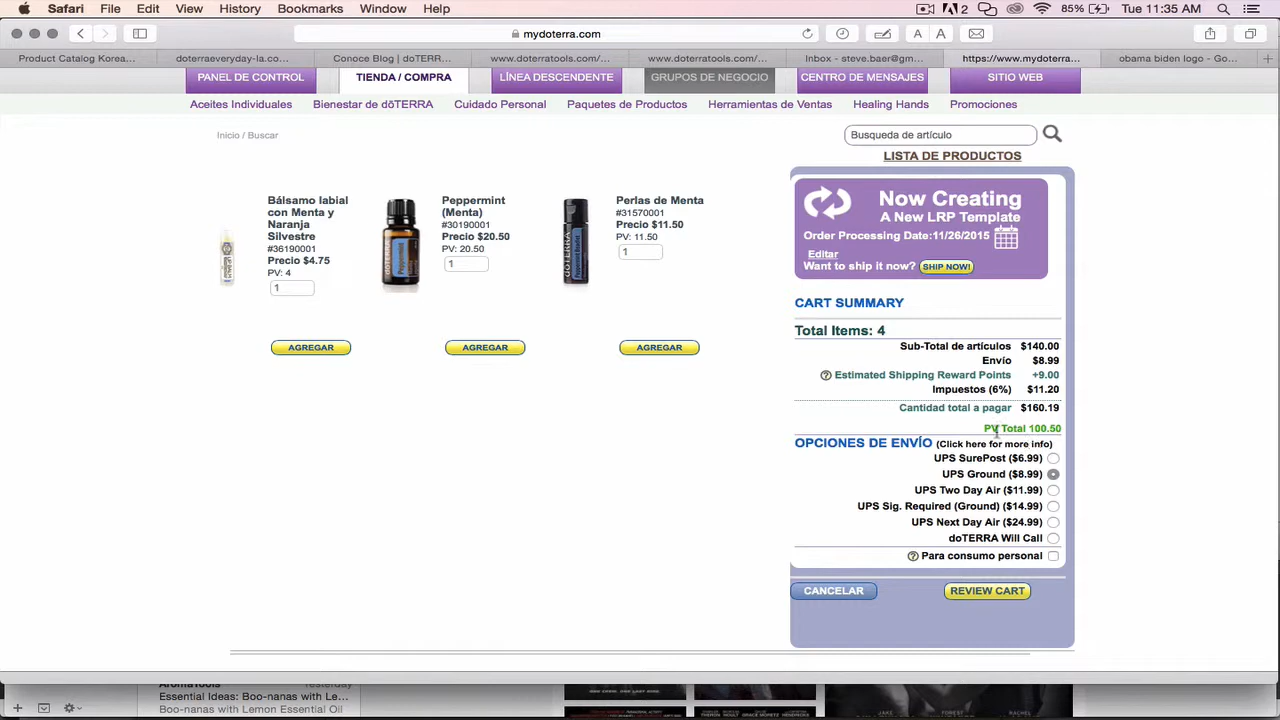 Safari File Edit View History Bookmarks Window Help
2 85% Tue 11:35 AM
mydoterra.com
A A
Product Catalog Korea...
doterraeveryday-la.co...
Conoce Blog | doTERR...
www.doterratools.com/...
www.doterratools.com/...
Inbox - steve.baer@gm...
https://www.mydoterra...
obama biden logo - Go...
PANEL DE CONTROL
TIENDA / COMPRA
LÍNEA DESCENDENTE
GRUPOS DE NEGOCIO
CENTRO DE MENSAJES
SITIO WEB
Aceites Individuales
Bienestar de dōTERRA
Cuidado Personal
Paquetes de Productos
Herramientas de Ventas
Healing Hands
Promociones
Inicio / Buscar
Busqueda de artículo
LISTA DE PRODUCTOS
Bálsamo labial
con Menta y
Naranja
Silvestre
#36190001
Precio $4.75
PV: 4
1
AGREGAR
Peppermint
(Menta)
#30190001
Precio $20.50
PV: 20.50
1
AGREGAR
Perlas de Menta
#31570001
Precio $11.50
PV: 11.50
1
AGREGAR
Now Creating
A New LRP Template
Order Processing Date:11/26/2015
Editar
Want to ship it now? SHIP NOW!
CART SUMMARY
Total Items: 4
Sub-Total de artículos $140.00
Envío $8.99
Estimated Shipping Reward Points +9.00
Impuestos (6%) $11.20
Cantidad total a pagar $160.19
PV Total 100.50
OPCIONES DE ENVÍO (Click here for more info)
UPS SurePost ($6.99)
UPS Ground ($8.99)
UPS Two Day Air ($11.99)
UPS Sig. Required (Ground) ($14.99)
UPS Next Day Air ($24.99)
doTERRA Will Call
Para consumo personal
CANCELAR REVIEW CART
AromaTools Yesterday
Essential Ideas: Boo-nanas with Le...
Boo-nanas with Lemon Essential Oil